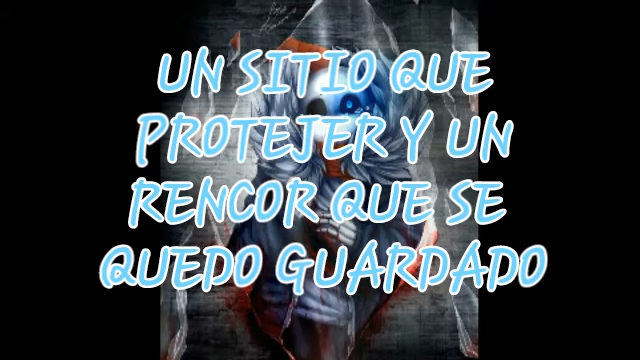 UN SITIO QUE
PROTEJER Y UN
RENCOR QUE SE
QUEDO GUARDADO